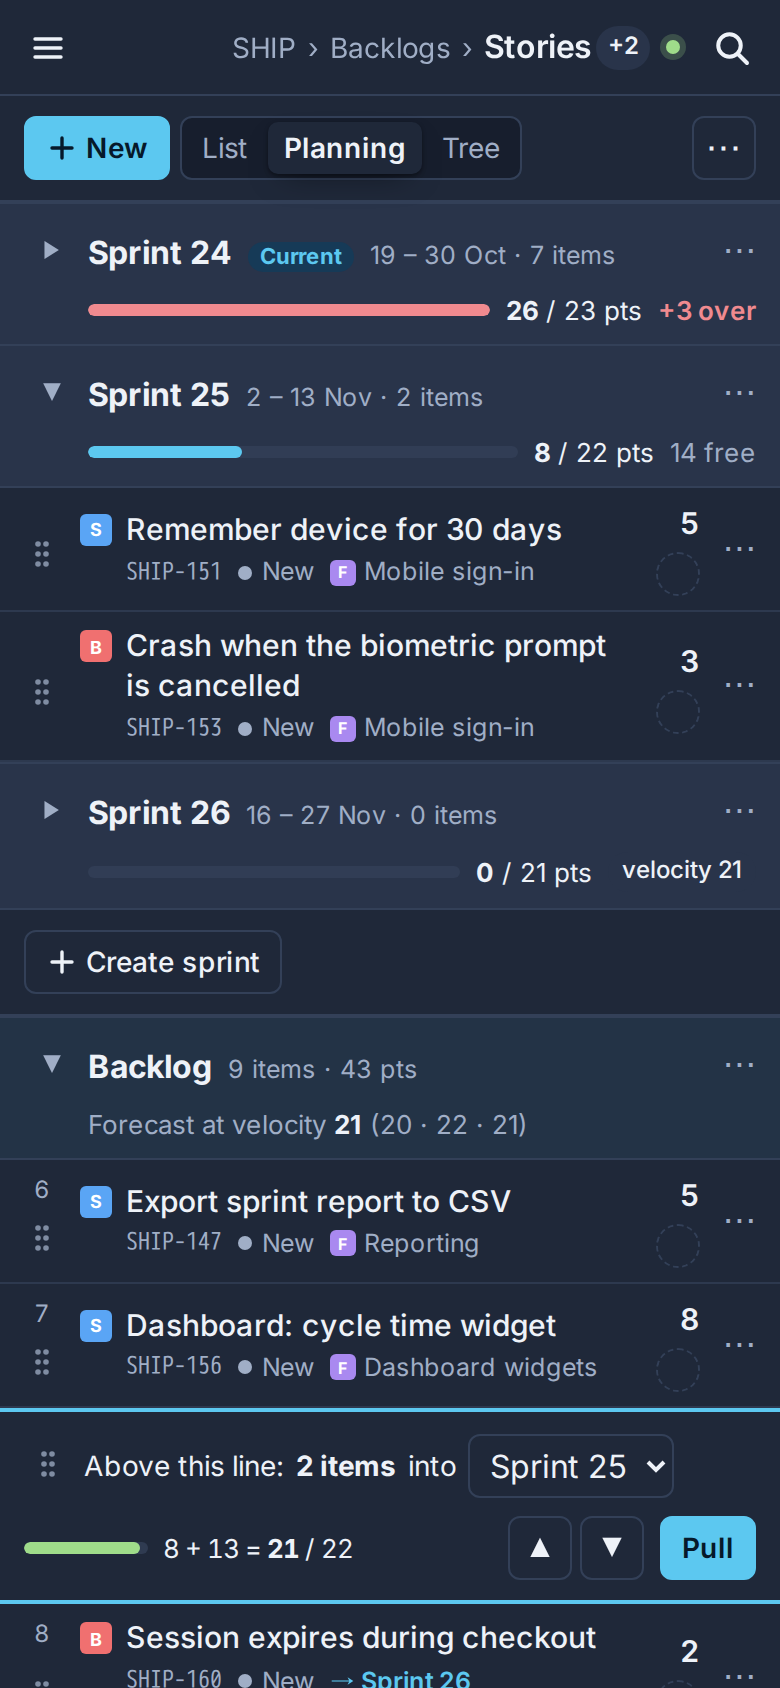 SHIP › Backlogs › Stories +2
+ New List Planning Tree ...
Sprint 24 Current 19 – 30 Oct · 7 items ...
26 / 23 pts +3 over
Sprint 25 2 – 13 Nov · 2 items ...
8 / 22 pts 14 free
S Remember device for 30 days 5
SHIP-151 New F Mobile sign-in ...
B Crash when the biometric prompt
is cancelled 3
SHIP-153 New F Mobile sign-in ...
Sprint 26 16 – 27 Nov · 0 items ...
0 / 21 pts velocity 21
+ Create sprint
Backlog 9 items · 43 pts ...
Forecast at velocity 21 (20 · 22 · 21)
6 S Export sprint report to CSV 5
SHIP-147 New F Reporting ...
7 S Dashboard: cycle time widget 8
SHIP-156 New F Dashboard widgets ...
Above this line: 2 items into Sprint 25
8 + 13 = 21 / 22 ▲ ▼ Pull
8 B Session expires during checkout 2
SHIP-160 New → Sprint 26 ...